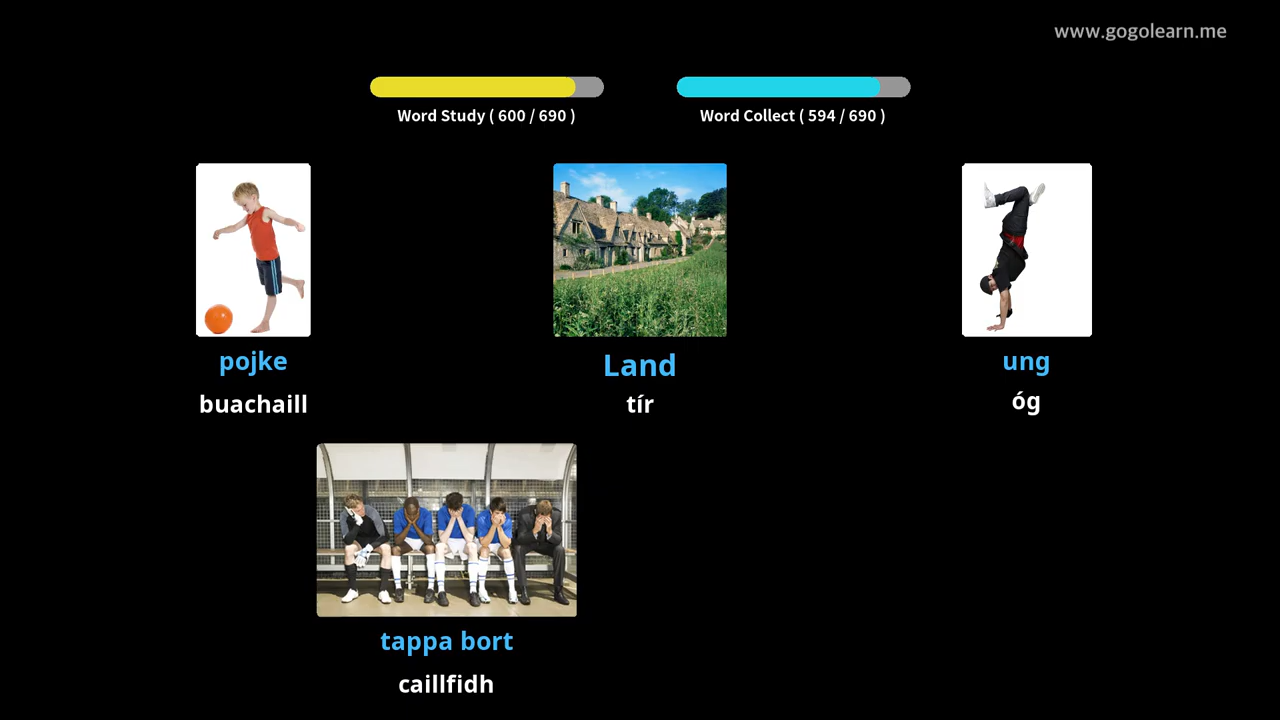 www.gogolearn.me
Word Study ( 600 / 690 )
Word Collect ( 594 / 690 )
pojke
buachaill
Land
tír
ung
óg
tappa bort
caillfidh